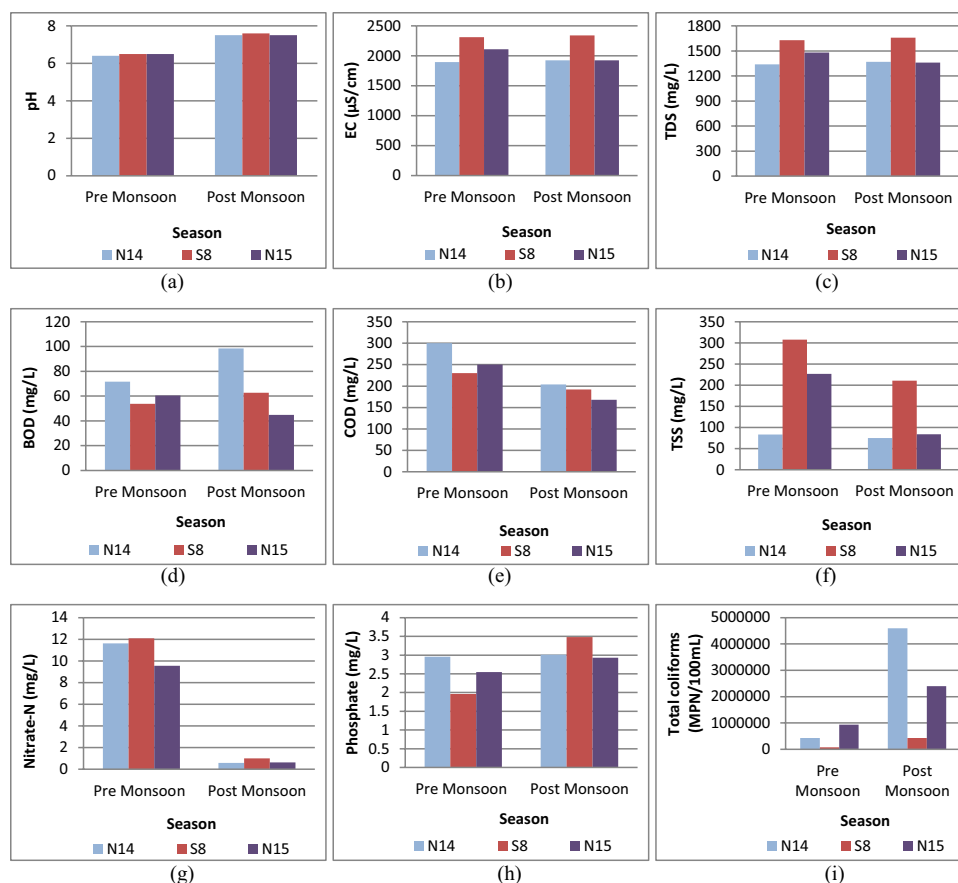 pH
8
6
4
2
0
Pre Monsoon Post Monsoon
Season
N14 S8 N15
(a)
EC (µS/cm)
2500
2000
1500
1000
500
0
Pre Monsoon Post Monsoon
Season
N14 S8 N15
(b)
TDS (mg/L)
1800
1500
1200
900
600
300
0
Pre Monsoon Post Monsoon
Season
N14 S8 N15
(c)
BOD (mg/L)
120
100
80
60
40
20
0
Pre Monsoon Post Monsoon
Season
N14 S8 N15
(d)
COD (mg/L)
350
300
250
200
150
100
50
0
Pre Monsoon Post Monsoon
Season
N14 S8 N15
(e)
TSS (mg/L)
350
300
250
200
150
100
50
0
Pre Monsoon Post Monsoon
Season
N14 S8 N15
(f)
Nitrate-N (mg/L)
14
12
10
8
6
4
2
0
Pre Monsoon Post Monsoon
Season
N14 S8 N15
(g)
Phosphate (mg/L)
4
3.5
3
2.5
2
1.5
1
0.5
0
Pre Monsoon Post Monsoon
Season
N14 S8 N15
(h)
Total coliforms
(MPN/100mL)
5000000
4000000
3000000
2000000
1000000
0
Pre Post
Monsoon Monsoon
Season
N14 S8 N15
(i)